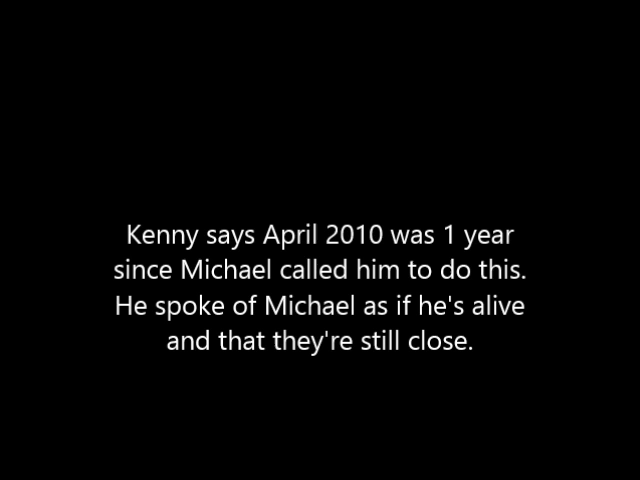 Kenny says April 2010 was 1 year
since Michael called him to do this.
He spoke of Michael as if he's alive
and that they're still close.